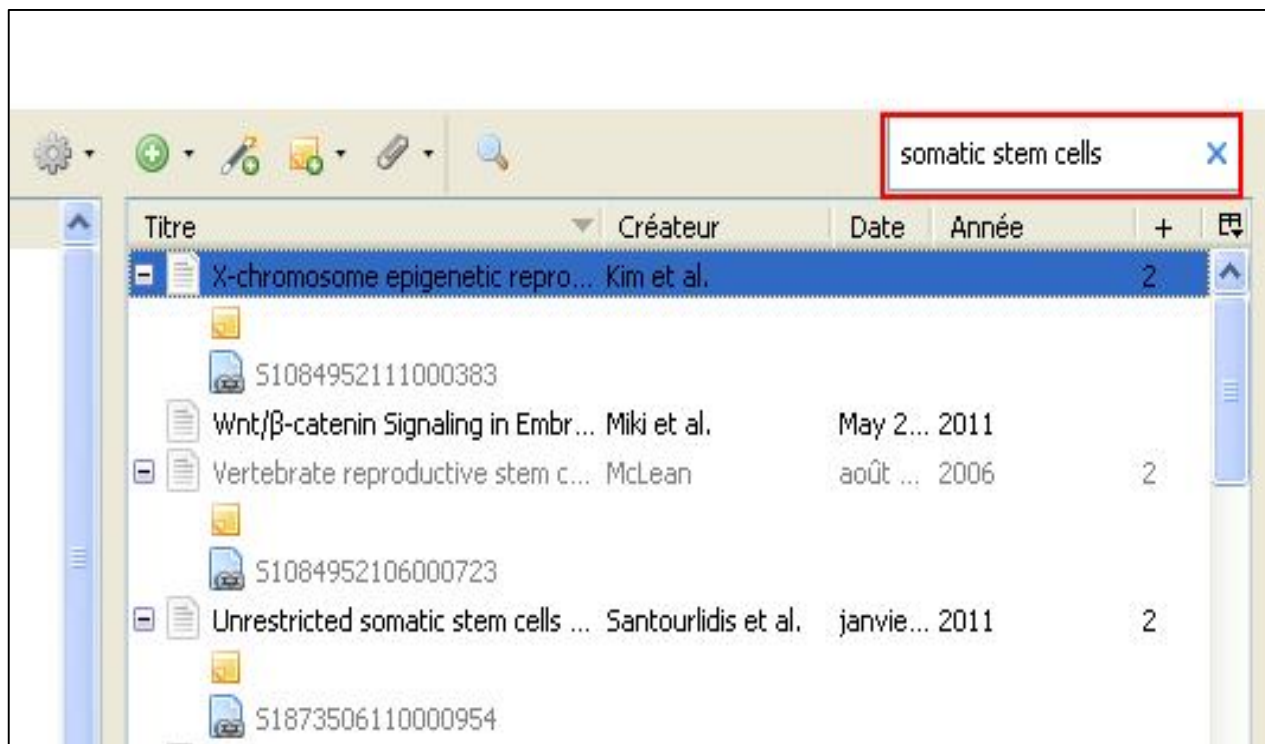 somatic stem cells
Titre Créateur Date Année +
X-chromosome epigenetic repro... Kim et al. 2
S1084952111000383
Wnt/β-catenin Signaling in Embr... Miki et al. May 2... 2011
Vertebrate reproductive stem c... McLean août ... 2006 2
S1084952106000723
Unrestricted somatic stem cells ... Santourlidis et al. janvie... 2011 2
S1873506110000954